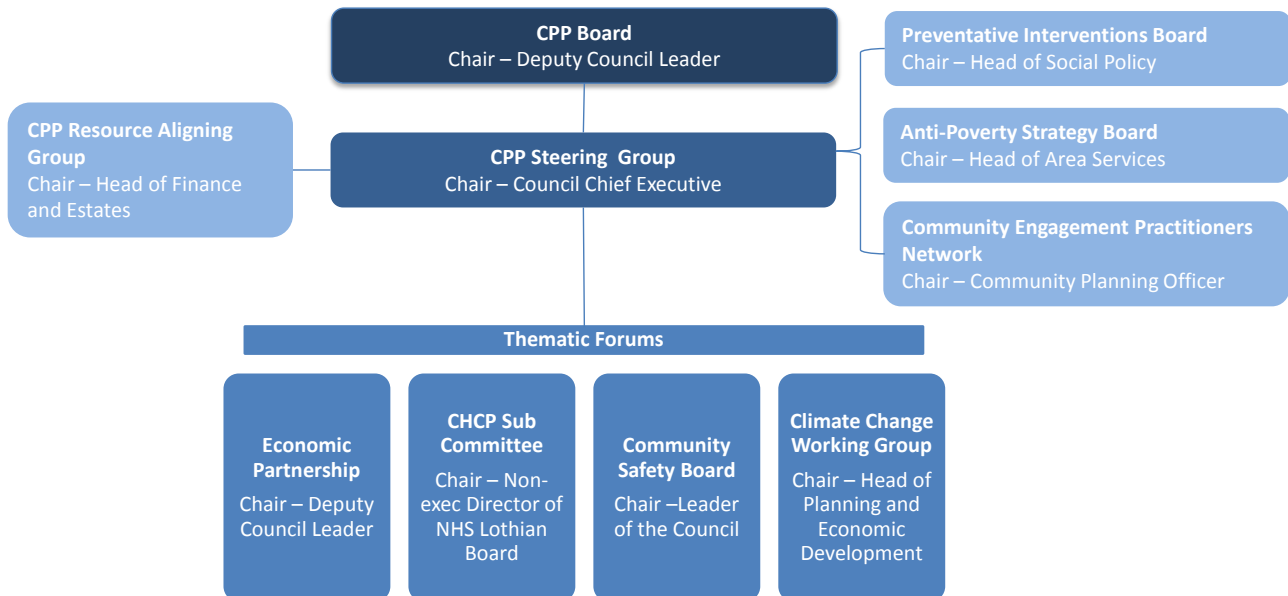 CPP Board
Chair – Deputy Council Leader
Preventative Interventions Board
Chair – Head of Social Policy
CPP Resource Aligning
Group
Chair – Head of Finance
and Estates
CPP Steering Group
Chair – Council Chief Executive
Anti-Poverty Strategy Board
Chair – Head of Area Services
Community Engagement Practitioners
Network
Chair – Community Planning Officer
Thematic Forums
Economic
Partnership
Chair – Deputy
Council Leader
CHCP Sub
Committee
Chair – Non-
exec Director of
NHS Lothian
Board
Community
Safety Board
Chair –Leader
of the Council
Climate Change
Working Group
Chair – Head of
Planning and
Economic
Development